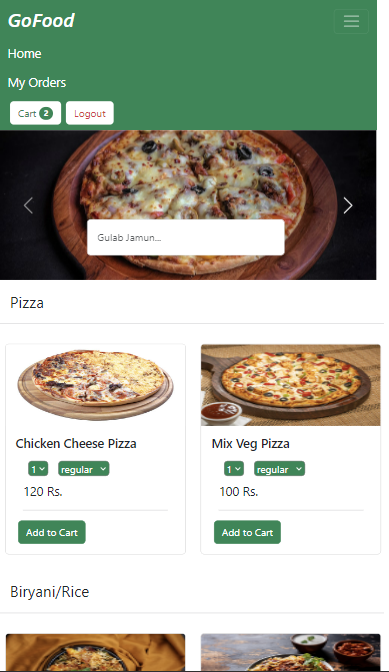 GoFood
Home
My Orders
Cart 2 Logout
Gulab Jamun...
Pizza
Chicken Cheese Pizza
1 regular
120 Rs.
Add to Cart
Mix Veg Pizza
1 regular
100 Rs.
Add to Cart
Biryani/Rice